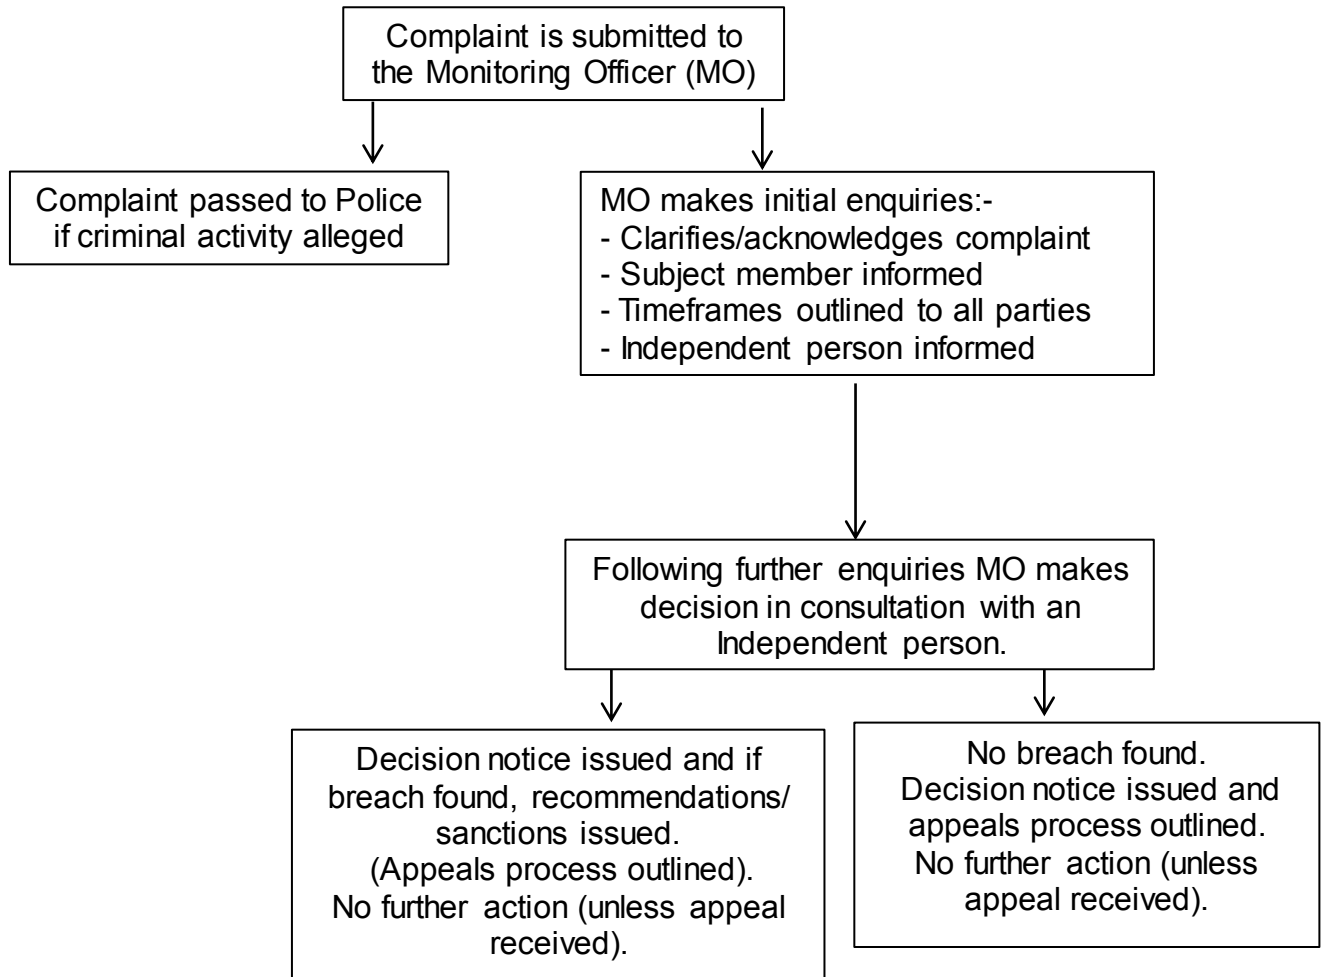 Complaint is submitted to
the Monitoring Officer (MO)
Complaint passed to Police
if criminal activity alleged
MO makes initial enquiries:-
- Clarifies/acknowledges complaint
- Subject member informed
- Timeframes outlined to all parties
- Independent person informed
Following further enquiries MO makes
decision in consultation with an
Independent person.
Decision notice issued and if
breach found, recommendations/
sanctions issued.
(Appeals process outlined).
No further action (unless appeal
received).
No breach found.
Decision notice issued and
appeals process outlined.
No further action (unless
appeal received).